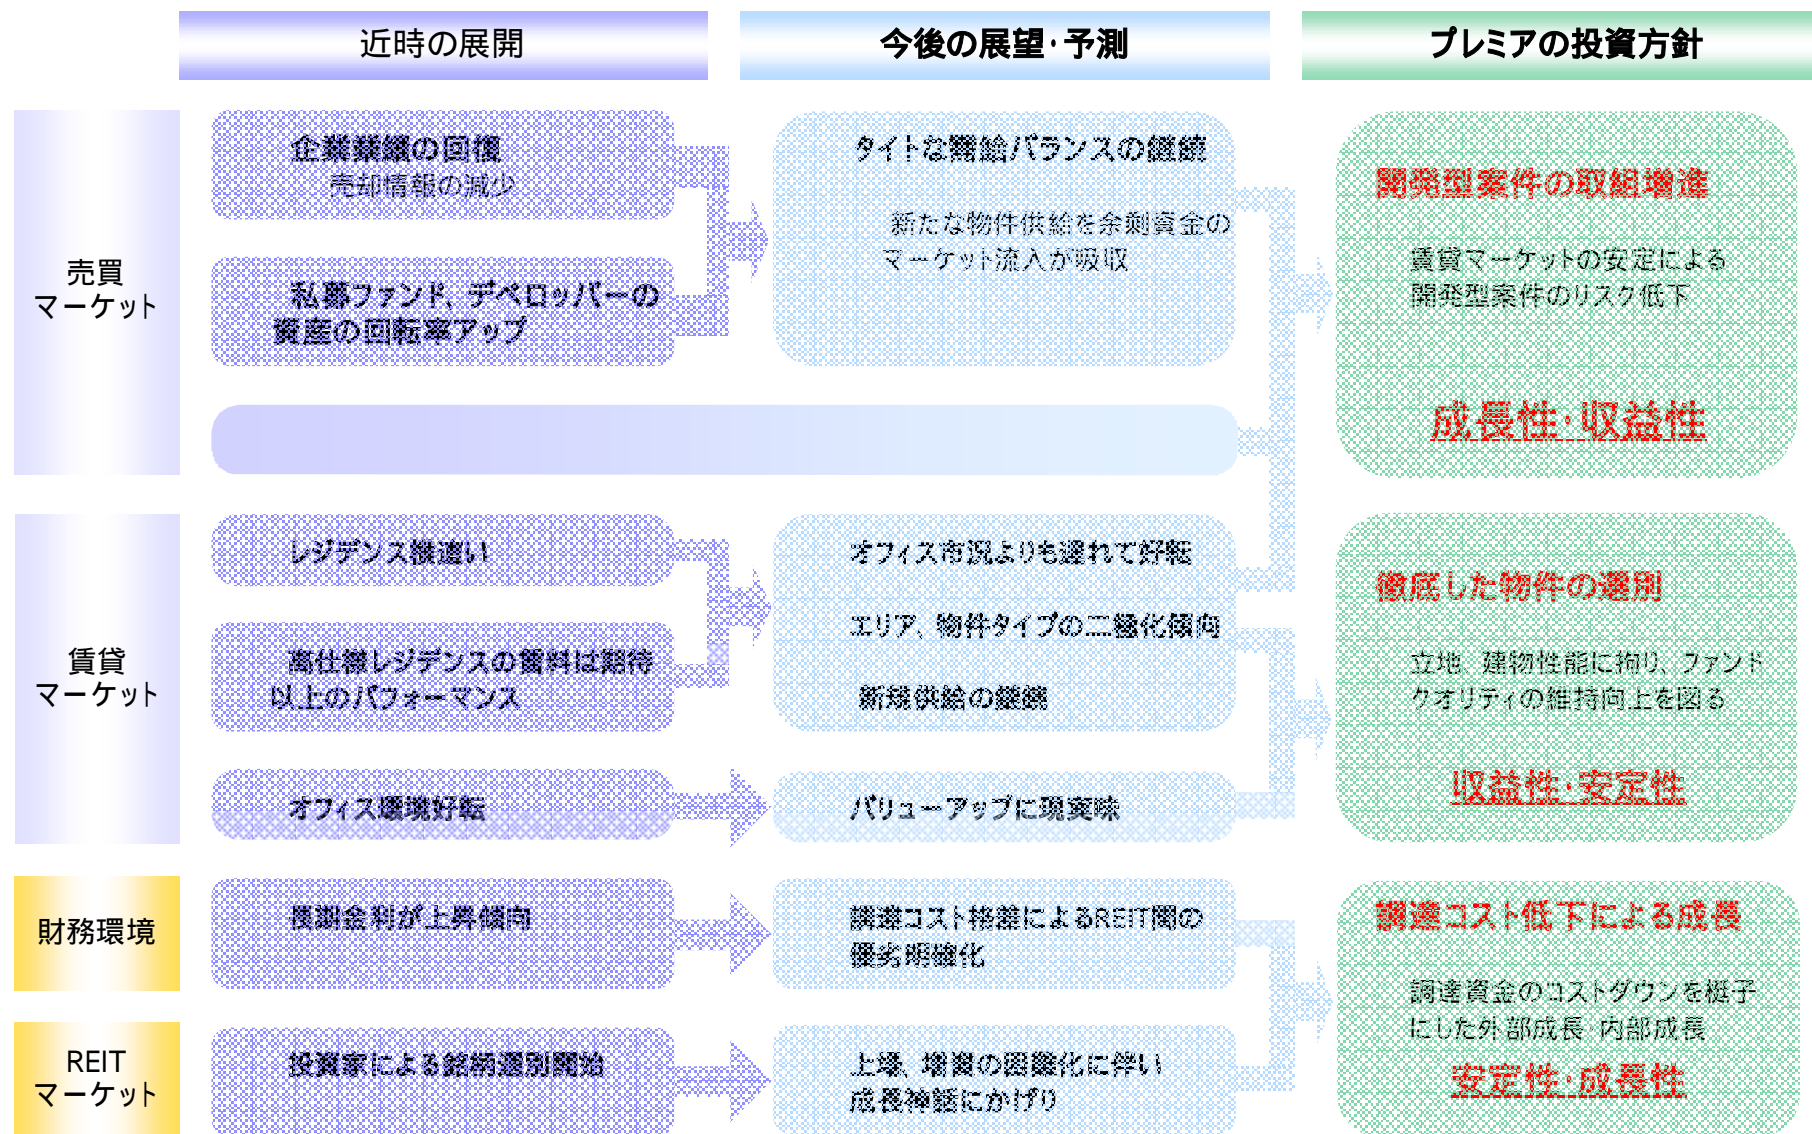 近時の展開
今後の展望・予測
プレミアの投資方針
売買
マーケット
企業業績の回復
売却情報の減少
私募ファンド、デベロッパーの
資産の回転率アップ
タイトな需給バランスの継続
新たな物件供給を余剰資金の
マーケット流入が吸収
開発型案件の取組増進
賃貸マーケットの安定による
開発型案件のリスク低下
成長性・収益性
賃貸
マーケット
レジデンス横這い
高仕様レジデンスの賃料は期待
以上のパフォーマンス
オフィス環境好転
オフィス市況よりも遅れて好転
エリア、物件タイプの二極化傾向
新規供給の継続
バリューアップに現実味
徹底した物件の選別
立地、建物性能に拘り、ファンド
クオリティの維持向上を図る
収益性・安定性
財務環境
長期金利が上昇傾向
調達コスト格差によるREIT間の
優劣明確化
調達コスト低下による成長
調達資金のコストダウンを梃子
にした外部成長・内部成長
安定性・成長性
REIT
マーケット
投資家による銘柄選別開始
上場、増資の困難化に伴い
成長神話にかげり